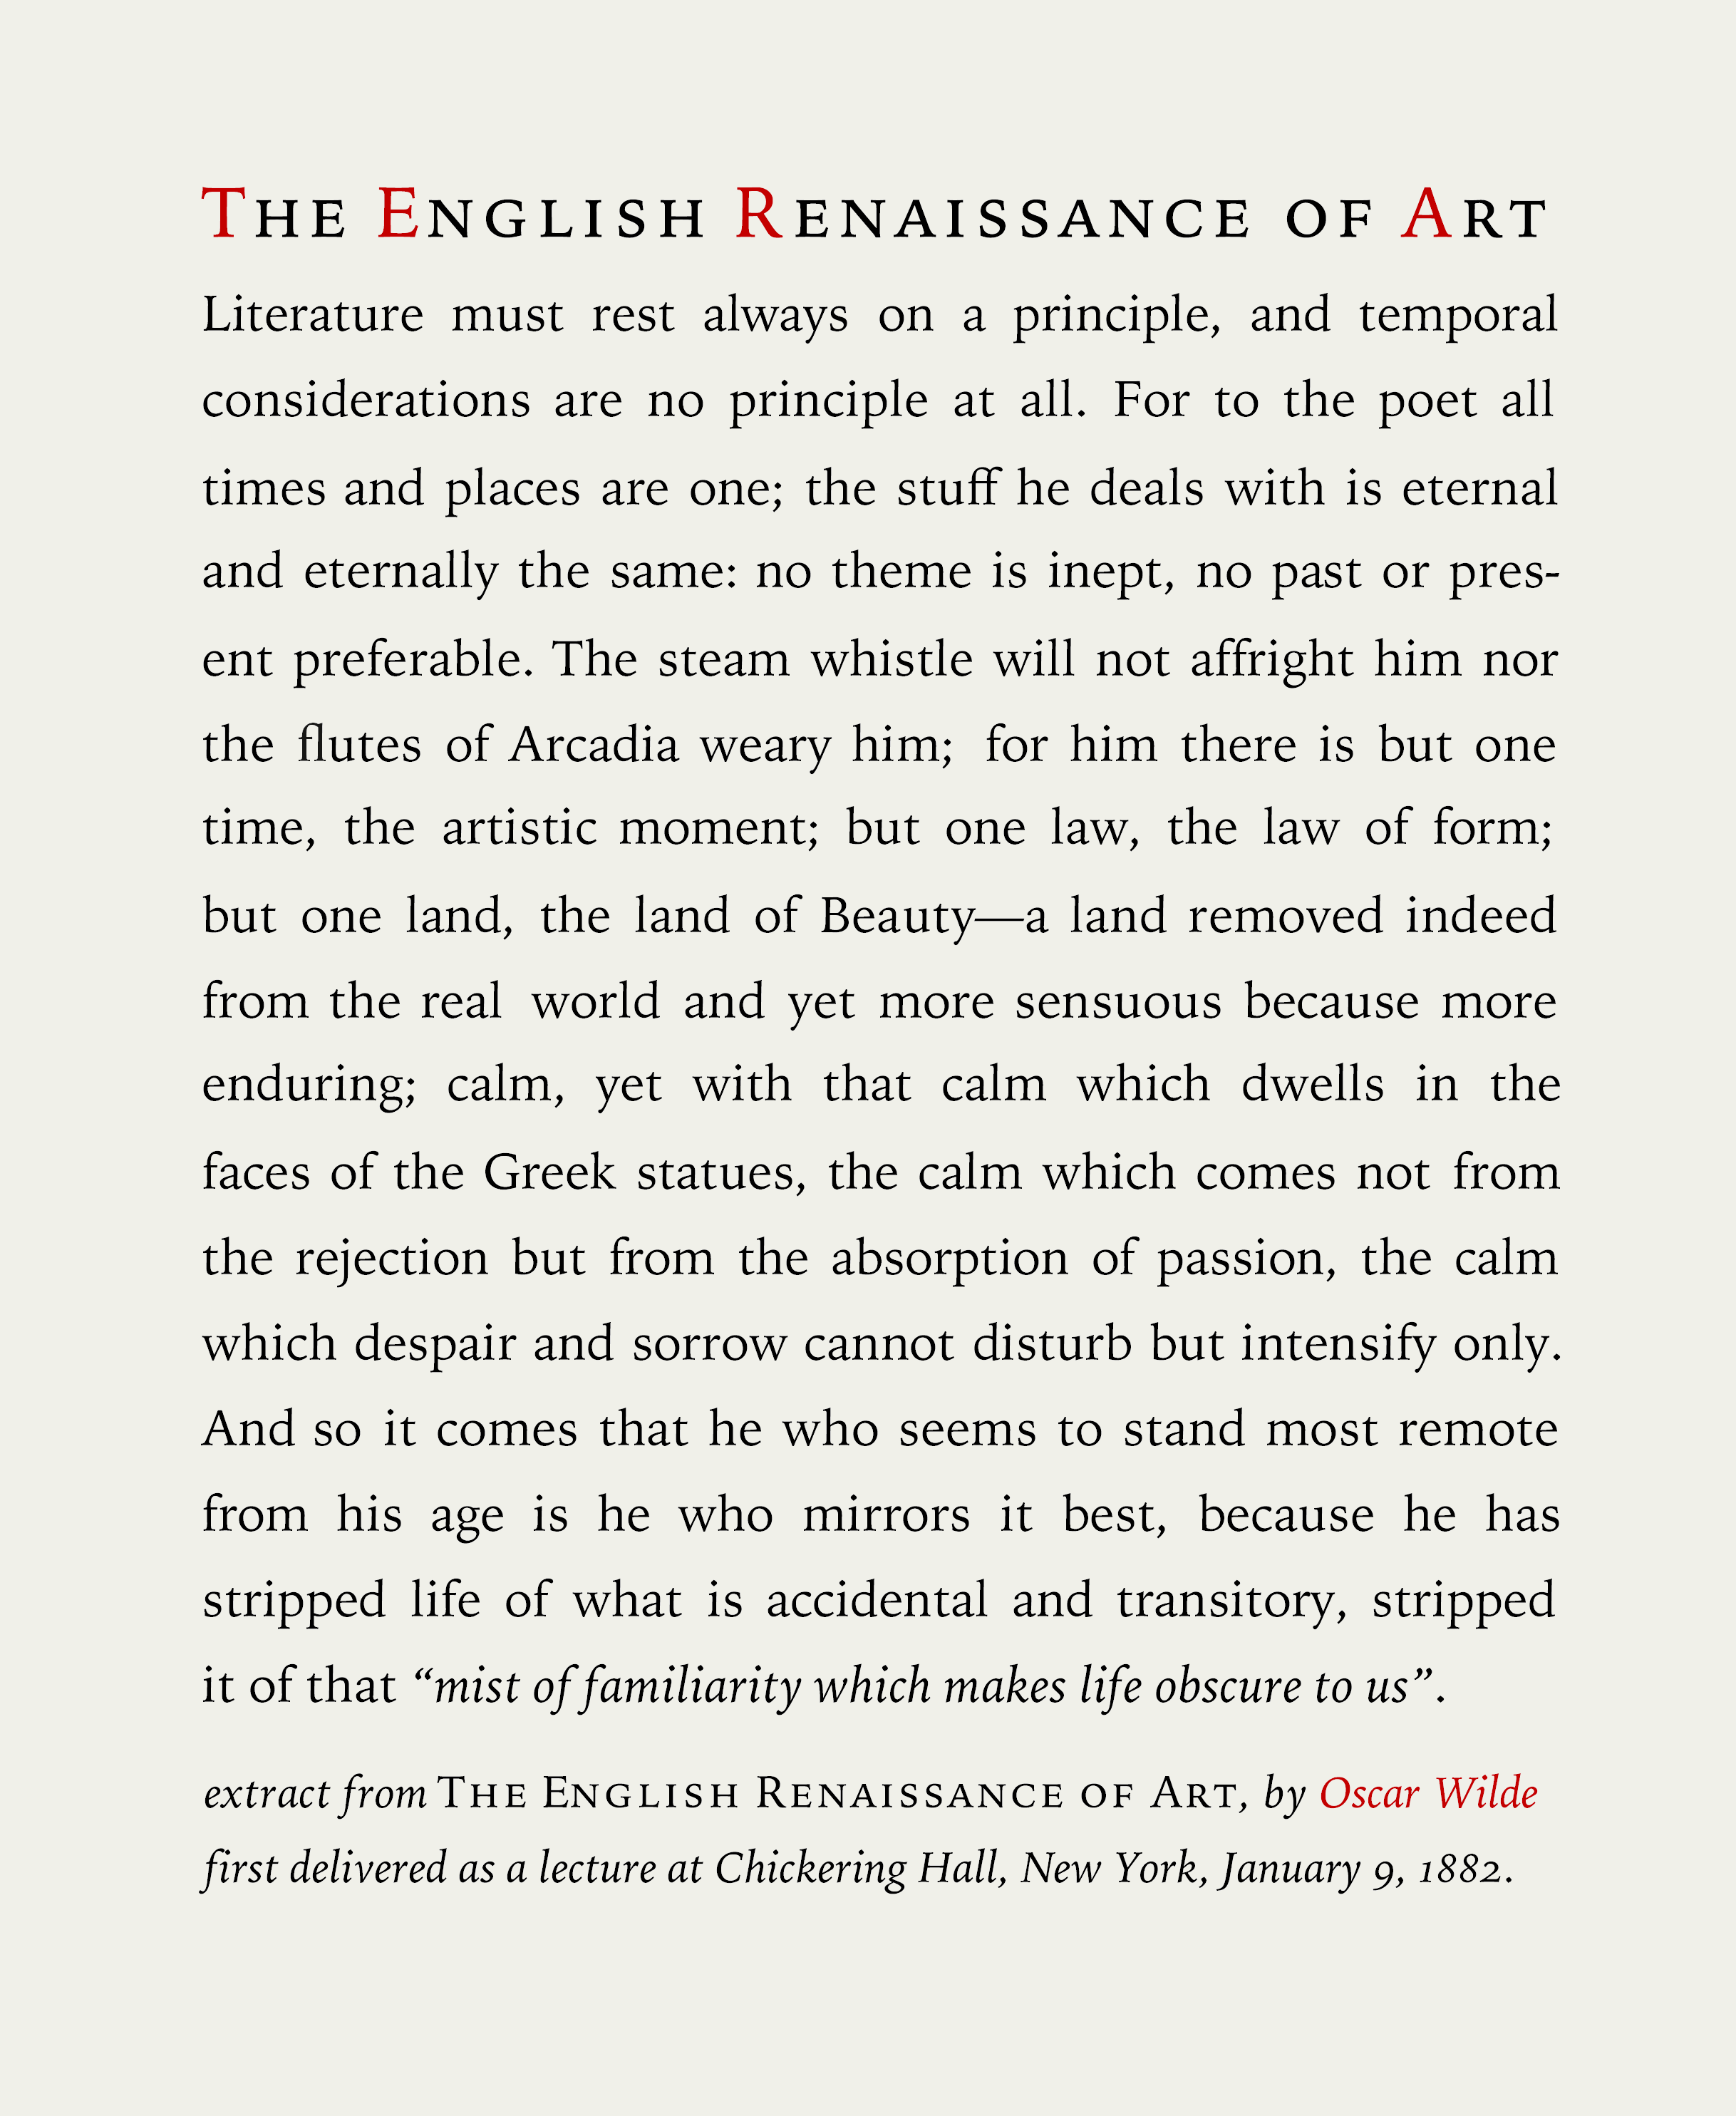 The English Renaissance of Art
Literature must rest always on a principle, and temporal
considerations are no principle at all. For to the poet all
times and places are one; the stuff he deals with is eternal
and eternally the same: no theme is inept, no past or pres-
ent preferable. The steam whistle will not affright him nor
the flutes of Arcadia weary him; for him there is but one
time, the artistic moment; but one law, the law of form;
but one land, the land of Beauty—a land removed indeed
from the real world and yet more sensuous because more
enduring; calm, yet with that calm which dwells in the
faces of the Greek statues, the calm which comes not from
the rejection but from the absorption of passion, the calm
which despair and sorrow cannot disturb but intensify only.
And so it comes that he who seems to stand most remote
from his age is he who mirrors it best, because he has
stripped life of what is accidental and transitory, stripped
it of that “mist of familiarity which makes life obscure to us”.
extract from The English Renaissance of Art, by Oscar Wilde
first delivered as a lecture at Chickering Hall, New York, January 9, 1882.